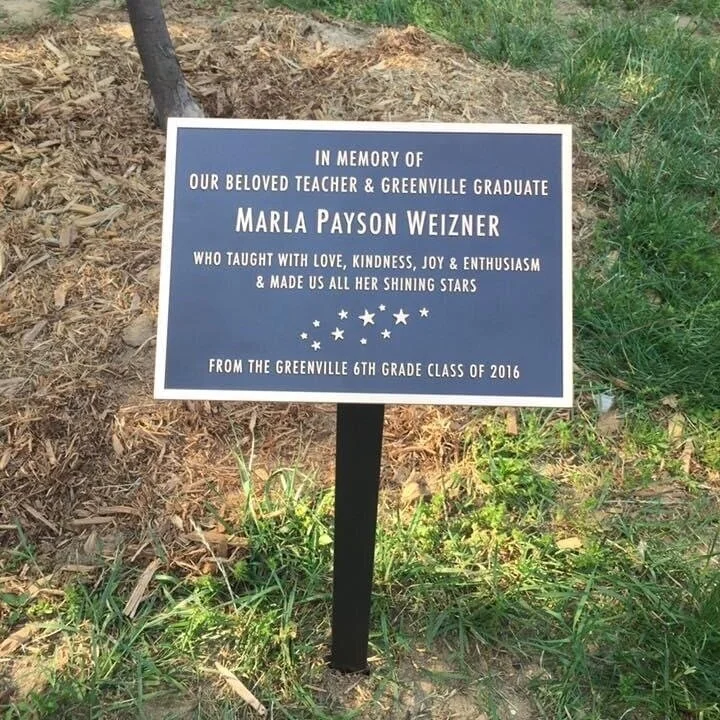 IN MEMORY OF
OUR BELOVED TEACHER & GREENVILLE GRADUATE
MARLA PAYSON WEIZNER
WHO TAUGHT WITH LOVE, KINDNESS, JOY & ENTHUSIASM
& MADE US ALL HER SHINING STARS
FROM THE GREENVILLE 6TH GRADE CLASS OF 2016